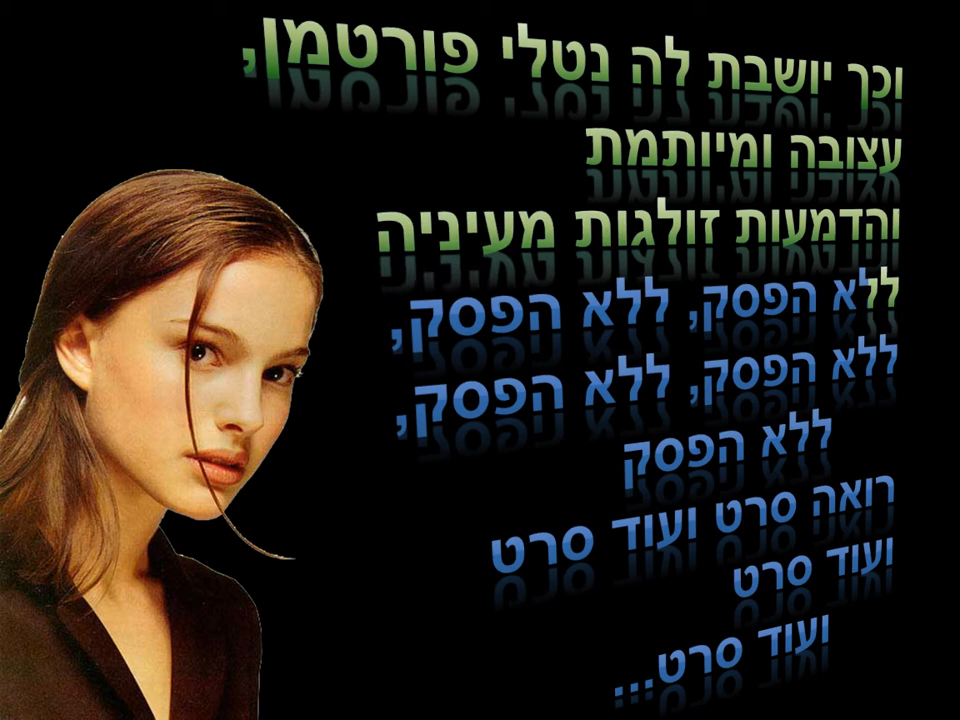 וכך יושבת לה נטלי פורטמן,
עצובה ומיותמת
והדמעות זולגות מעיניה
ללא הפסק, ללא הפסק,
ללא הפסק, ללא הפסק,
ללא הפסק
רואה סרט ועוד סרט
ועוד סרט
ועוד סרט...